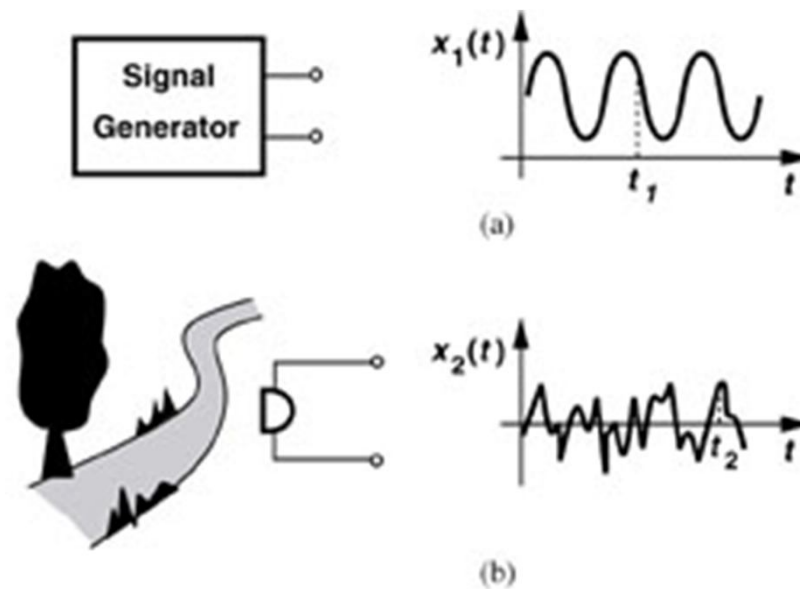 Signal
Generator
x1(t)
t1
t
(a)
x2(t)
t2
t
(b)